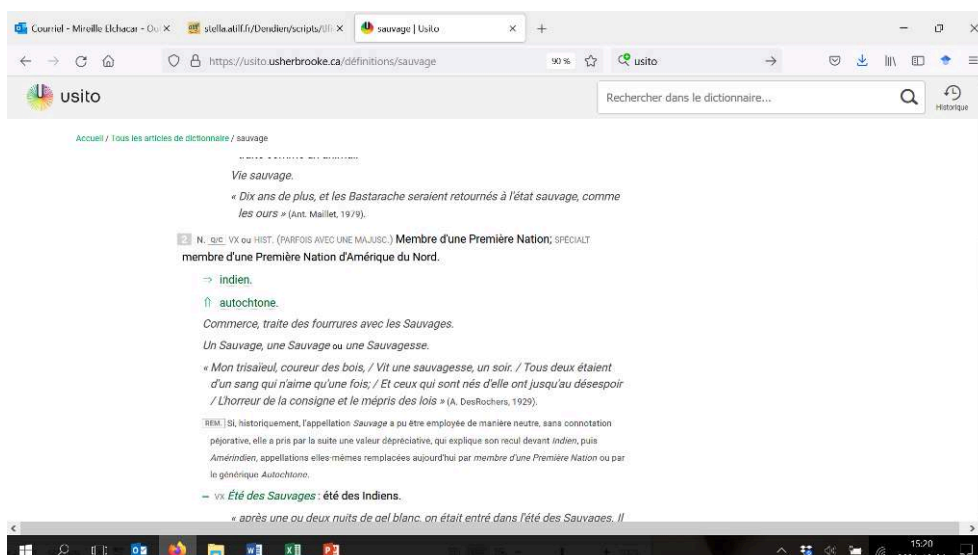 Courriel - Mireille Elchacar - Ou
stella.atilf.fr/Dendien/scripts/tlfi
sauvage | Usito
https://usito.usherbrooke.ca/définitions/sauvage
90 %
usito
usito
Rechercher dans le dictionnaire...
Historique
Accueil / Tous les articles de dictionnaire / sauvage
traité comme un animal.
Vie sauvage.
« Dix ans de plus, et les Bastarache seraient retournés à l'état sauvage, comme
les ours » (Ant. Maillet, 1979).
2 N. Q/C VX ou HIST. (PARFOIS AVEC UNE MAJUSC.) Membre d'une Première Nation; SPÉCIALT
membre d'une Première Nation d'Amérique du Nord.
⇒ indien.
⇑ autochtone.
Commerce, traite des fourrures avec les Sauvages.
Un Sauvage, une Sauvage ou une Sauvagesse.
« Mon trisaïeul, coureur des bois, / Vit une sauvagesse, un soir. / Tous deux étaient
d'un sang qui n'aime qu'une fois; / Et ceux qui sont nés d'elle ont jusqu'au désespoir
/ L'horreur de la consigne et le mépris des lois » (A. DesRochers, 1929).
REM. Si, historiquement, l'appellation Sauvage a pu être employée de manière neutre, sans connotation
péjorative, elle a pris par la suite une valeur dépréciative, qui explique son recul devant Indien, puis
Amérindien, appellations elles-mêmes remplacées aujourd'hui par membre d'une Première Nation ou par
le générique Autochtone.
– VX Été des Sauvages : été des Indiens.
« après une ou deux nuits de gel blanc, on était entré dans l'été des Sauvages. Il
15:20